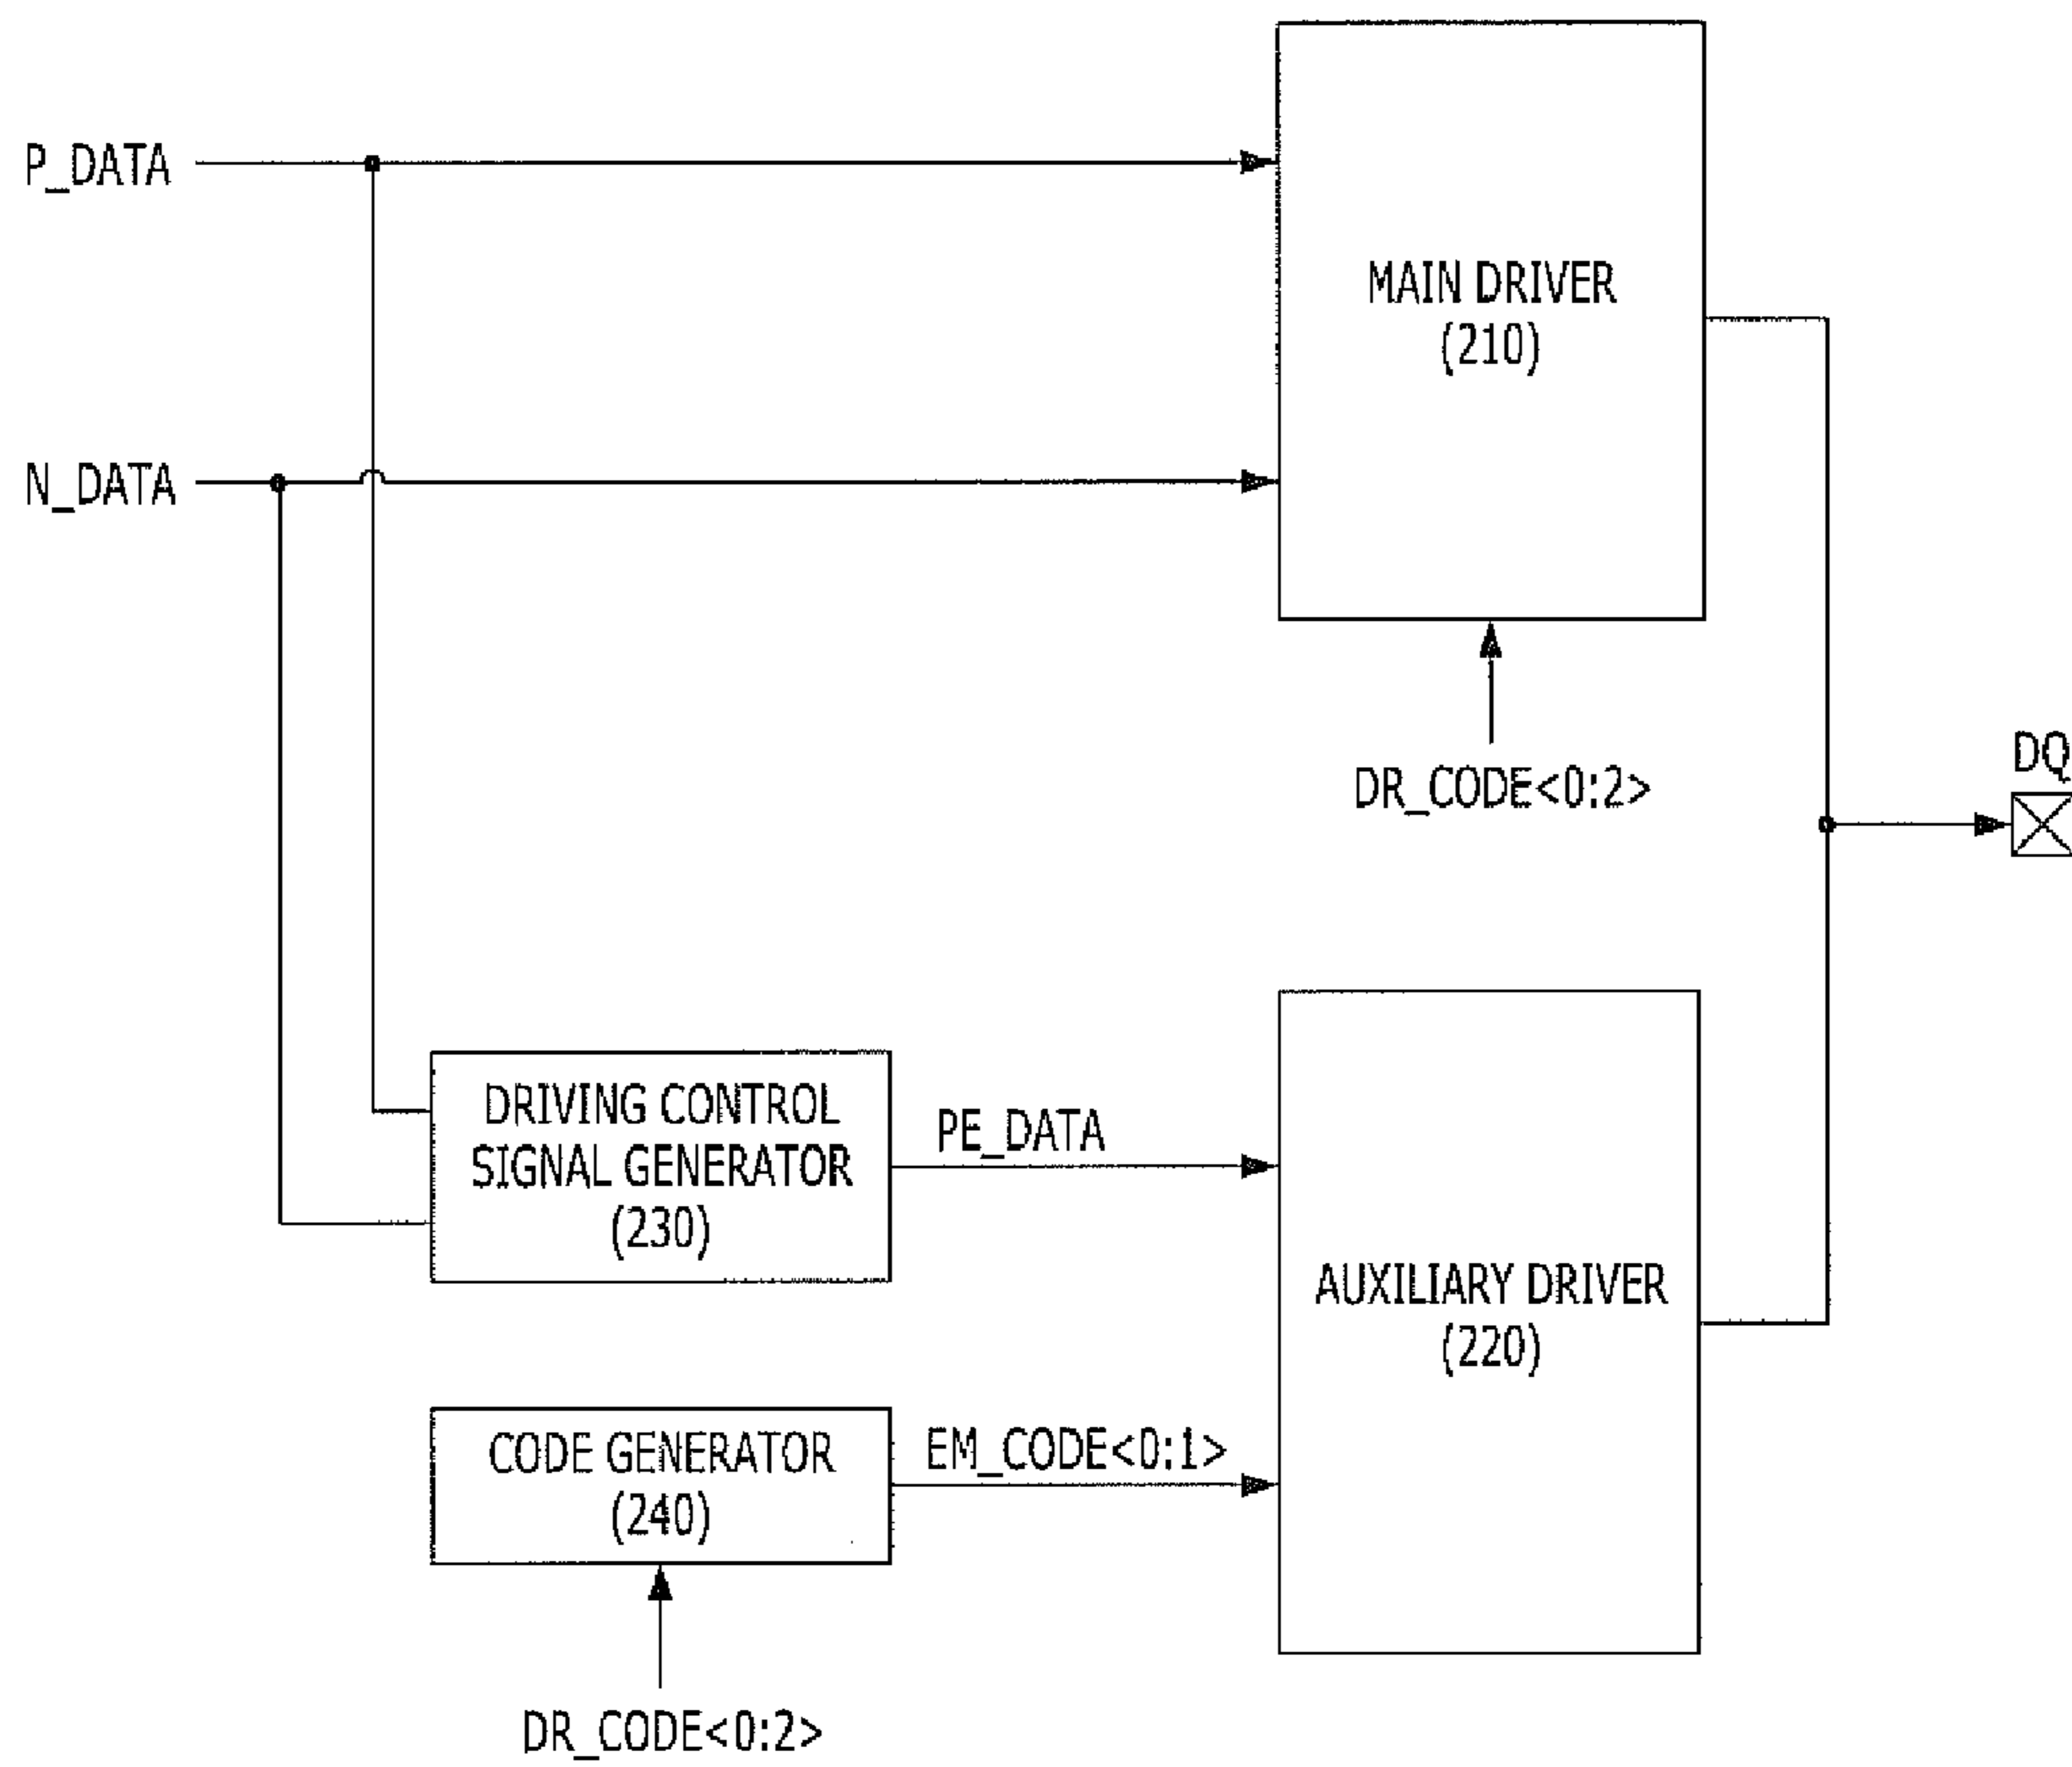 P_DATA
N_DATA
MAIN DRIVER
(210)
DR_CODE<0:2>
DQ
DRIVING CONTROL
SIGNAL GENERATOR
(230)
PE_DATA
AUXILIARY DRIVER
(220)
CODE GENERATOR
(240)
EM_CODE<0:1>
DR_CODE<0:2>